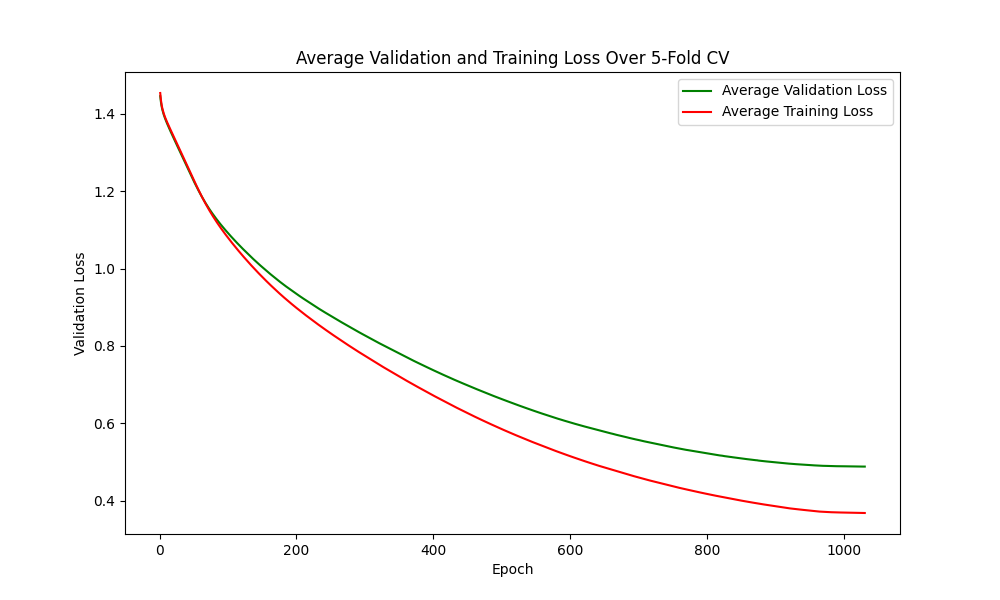 Average Validation and Training Loss Over 5-Fold CV
Average Validation Loss
Average Training Loss
Validation Loss
1.4
1.2
1.0
0.8
0.6
0.4
0
200
400
600
800
1000
Epoch